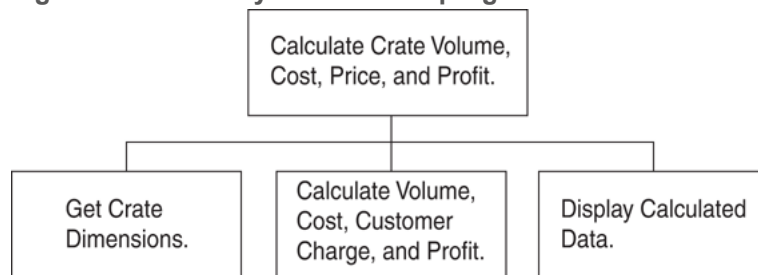 Calculate Crate Volume,
Cost, Price, and Profit.
Get Crate
Dimensions.
Calculate Volume,
Cost, Customer
Charge, and Profit.
Display Calculated
Data.